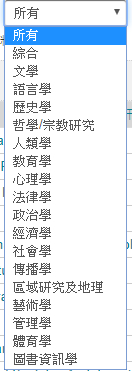 所有
所有
綜合
文學
語言學
歷史學
哲學/宗教研究
人類學
教育學
心理學
法律學
政治學
經濟學
社會學
傳播學
區域研究及地理
藝術學
管理學
體育學
圖書資訊學